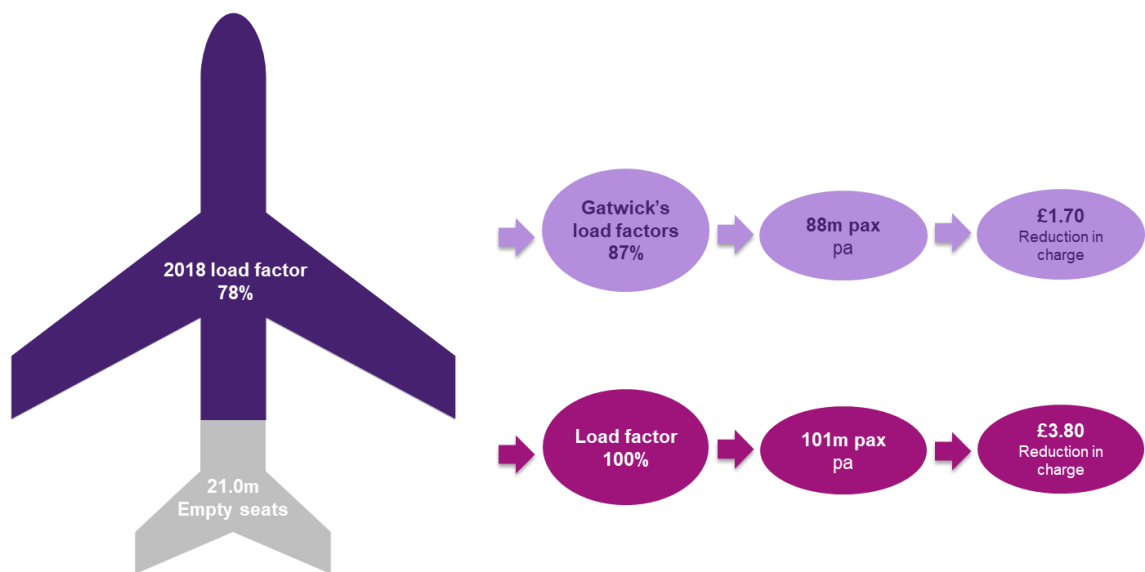 2018 load factor
78%
21.0m
Empty seats
Gatwick’s
load factors
87%
88m pax
pa
£1.70
Reduction in
charge
Load factor
100%
101m pax
pa
£3.80
Reduction in
charge